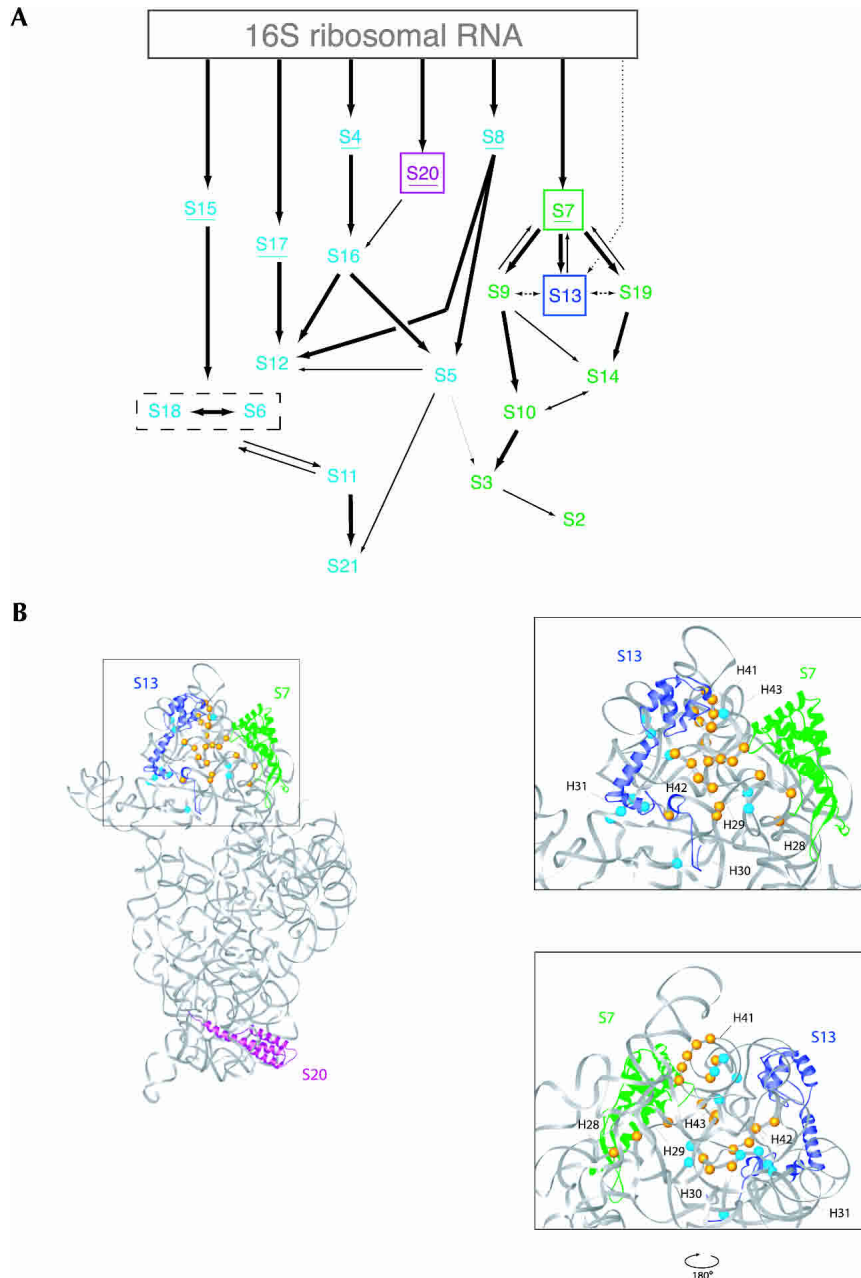 A
16S ribosomal RNA
S4
S8
S20
S15
S7
S17
S16
S9
S13
S19
S12
S5
S14
S18
S6
S10
S11
S3
S2
S21
B
S13
S7
S20
S13
H41
S7
H43
H31
H42
H29
H28
H30
H41
S7
S13
H28
H43
H42
H29
H30
H31
180°